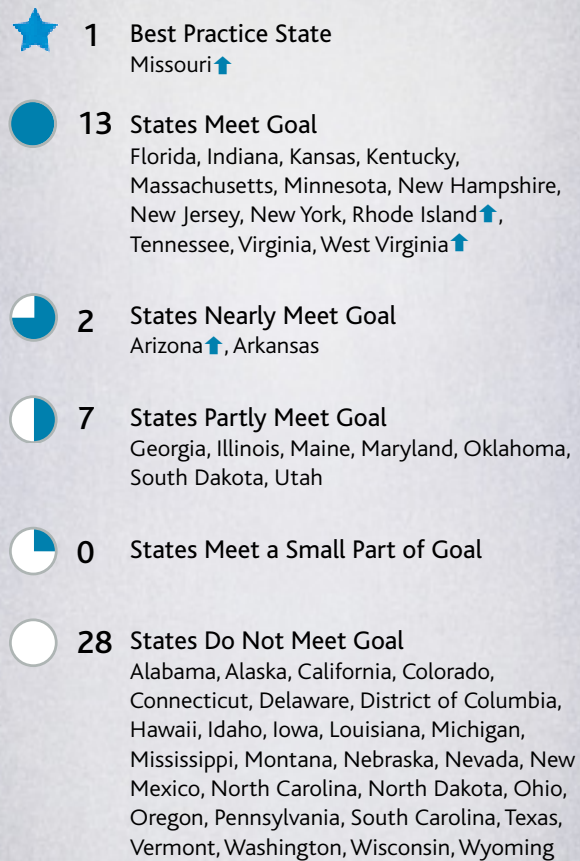 1 Best Practice State
Missouri⬆
13 States Meet Goal
Florida, Indiana, Kansas, Kentucky,
Massachusetts, Minnesota, New Hampshire,
New Jersey, New York, Rhode Island⬆,
Tennessee, Virginia, West Virginia⬆
2 States Nearly Meet Goal
Arizona⬆, Arkansas
7 States Partly Meet Goal
Georgia, Illinois, Maine, Maryland, Oklahoma,
South Dakota, Utah
0 States Meet a Small Part of Goal
28 States Do Not Meet Goal
Alabama, Alaska, California, Colorado,
Connecticut, Delaware, District of Columbia,
Hawaii, Idaho, Iowa, Louisiana, Michigan,
Mississippi, Montana, Nebraska, Nevada, New
Mexico, North Carolina, North Dakota, Ohio,
Oregon, Pennsylvania, South Carolina, Texas,
Vermont, Washington, Wisconsin, Wyoming